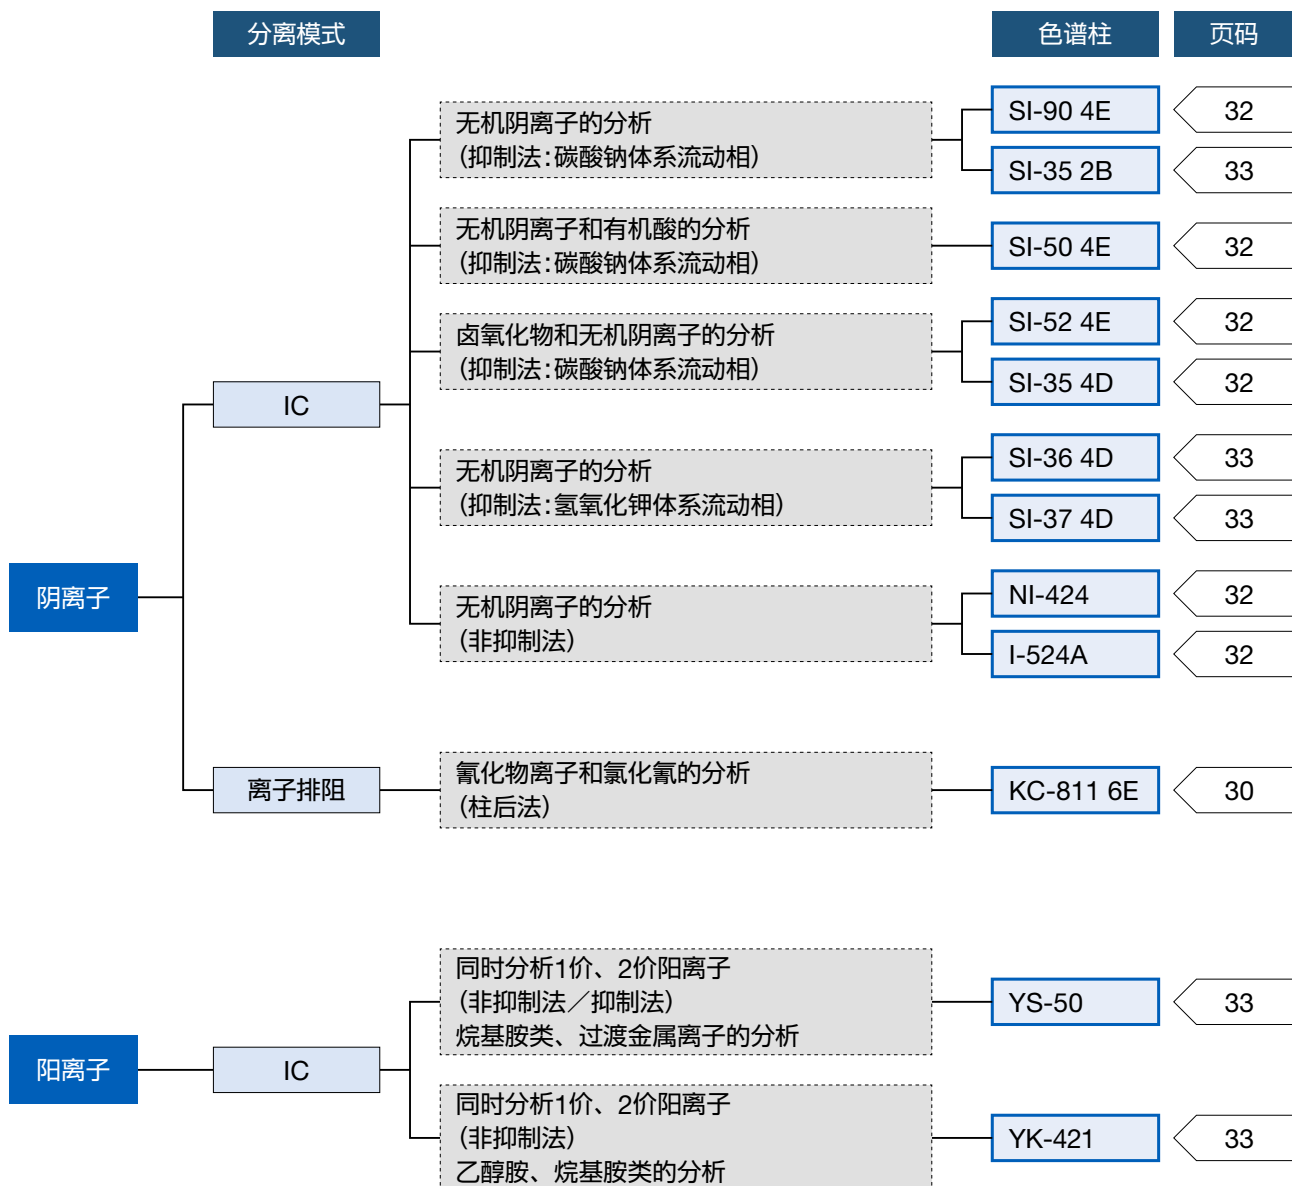 分离模式
色谱柱
页码
无机阴离子的分析
(抑制法:碳酸钠体系流动相)
SI-90 4E
32
SI-35 2B
33
无机阴离子和有机酸的分析
(抑制法:碳酸钠体系流动相)
SI-50 4E
32
卤氧化物和无机阴离子的分析
(抑制法:碳酸钠体系流动相)
SI-52 4E
32
SI-35 4D
32
IC
无机阴离子的分析
(抑制法:氢氧化钾体系流动相)
SI-36 4D
33
SI-37 4D
33
阴离子
无机阴离子的分析
(非抑制法)
NI-424
32
I-524A
32
离子排阻
氰化物离子和氯化氰的分析
(柱后法)
KC-811 6E
30
同时分析1价、2价阳离子
(非抑制法／抑制法)
烷基胺类、过渡金属离子的分析
YS-50
33
阳离子
IC
同时分析1价、2价阳离子
(非抑制法)
乙醇胺、烷基胺类的分析
YK-421
33